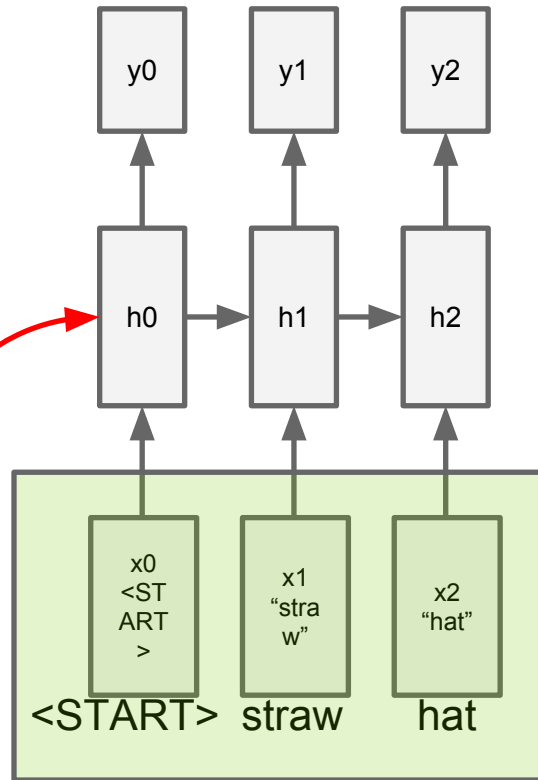 y0 y1 y2
h0 h1 h2
x0
<ST
ART
>
x1
“stra
w”
x2
“hat”
<START> straw hat